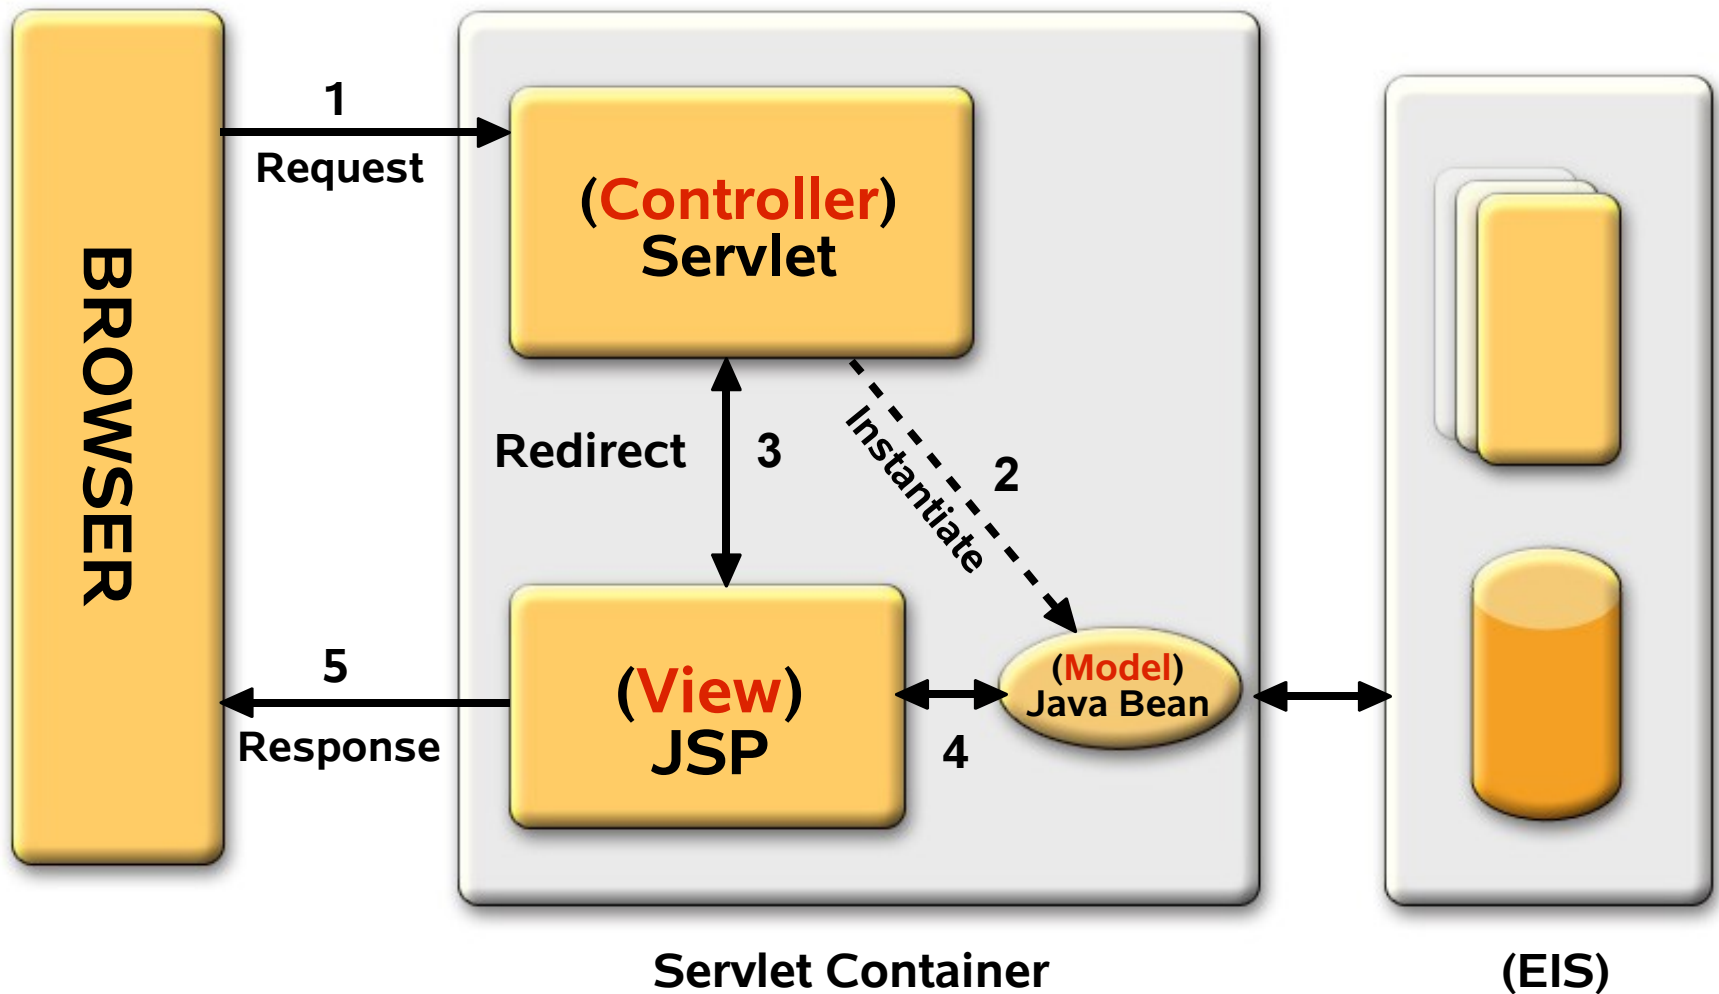 BROWSER
1
Request
(Controller)
Servlet
Redirect
3
Instantiate
2
(View)
JSP
4
(Model)
Java Bean
5
Response
Servlet Container
(EIS)